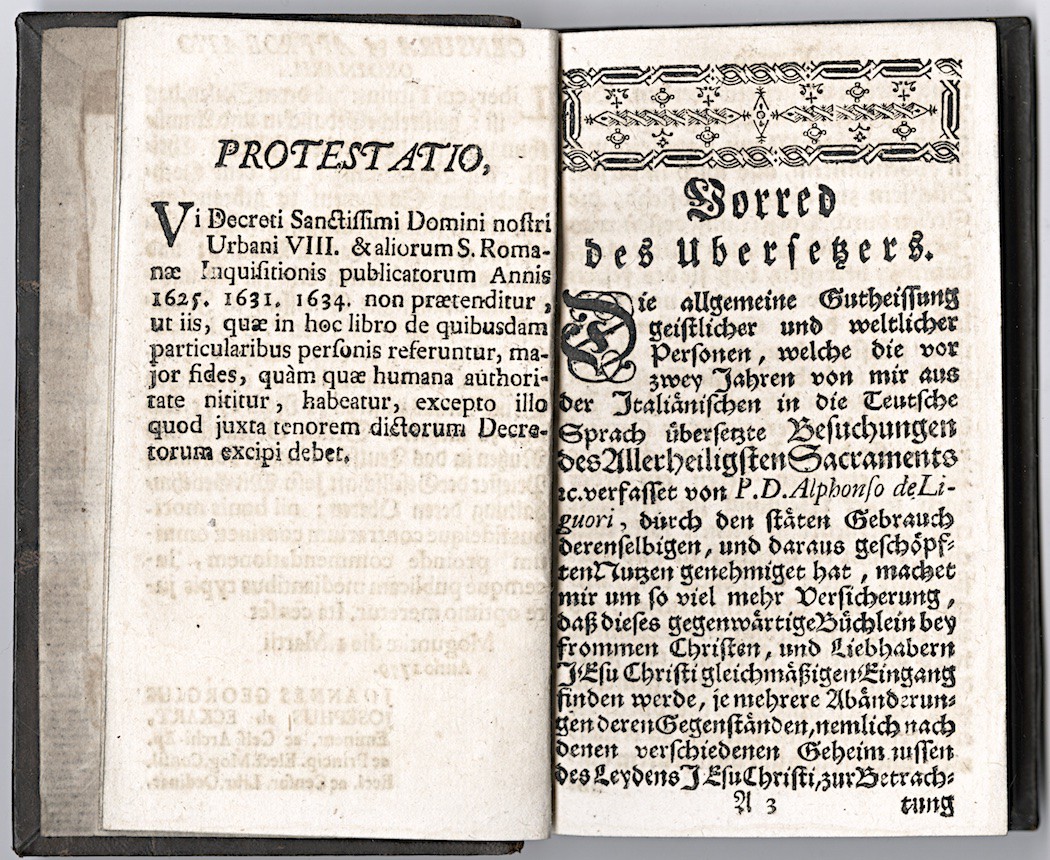 PROTESTATIO,
Vi Decreti Sanctiſſimi Domini noſtri
Urbani VIII. & aliorum S. Roma-
næ Inquiſitionis publicatorum Annis
1625. 1631. 1634. non prætenditur,
ut iis, quæ in hoc libro de quibusdam
particularibus perſonis referuntur, ma-
jor fides, quàm quæ humana authori-
tate nititur, habeatur, excepto illo
quod juxta tenorem dictorum Decre-
torum excipi debet.
Vorred
des Uberſetzers.
Die allgemeine Gutheiſſung
geiſtlicher und weltlicher
Perſonen, welche die vor
zwey Jahren von mir aus
der Italiäniſchen in die Teutſche
Sprach überſetzte Beſuchungen
des Allerheiligſten Sacraments
ꝛc. verfaſſet von P. D. Alphonſo de Li-
guori, durch den ſtäten Gebrauch
derenſelbigen, und daraus geſchöpf-
ten Nutzen genehmiget hat, machet
mir um ſo viel mehr Verſicherung,
daß dieſes gegenwärtige Büchlein bey
frommen Chriſten, und Liebhabern
JEſu Chriſti gleichmäßigen Eingang
finden werde, je mehrere Abänderun-
gen deren Gegenſtänden, nemlich nach
denen verſchiedenen Geheimnuſſen
des Leydens JEſu Chriſti, zur Betrach-
A 3 tung